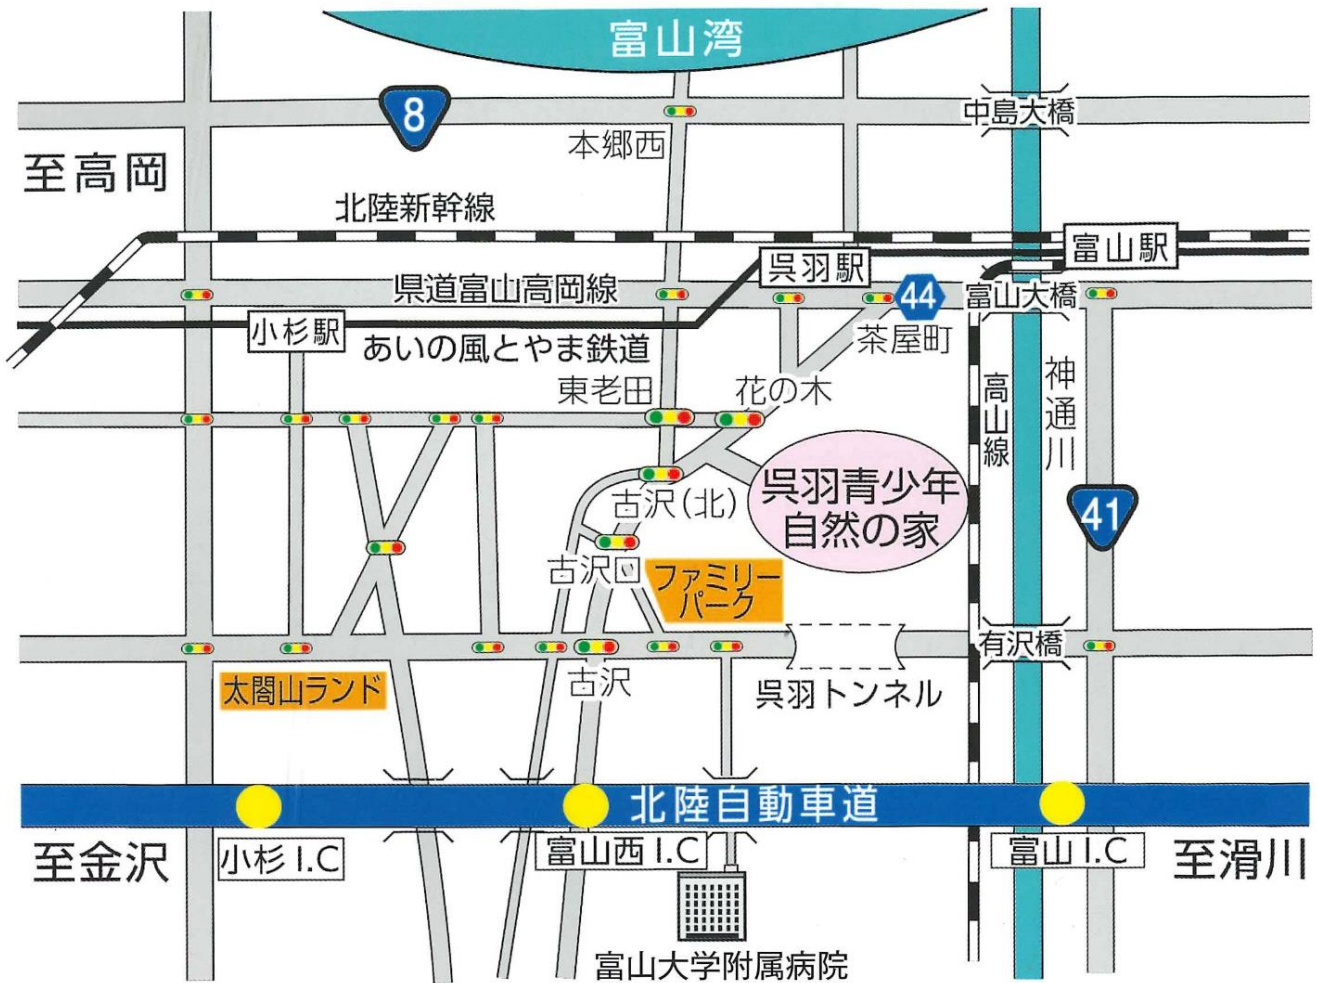 富山湾
8
中島大橋
本郷西
至高岡
北陸新幹線
富山駅
呉羽駅
県道富山高岡線
44
富山大橋
小杉駅
あいの風とやま鉄道
茶屋町
東老田
花の木
高山線
神通川
呉羽青少年
自然の家
古沢(北)
41
古沢口
ファミリー
パーク
有沢橋
太閤山ランド
古沢
呉羽トンネル
北陸自動車道
至金沢
小杉I.C
富山西I.C
富山I.C
至滑川
富山大学附属病院